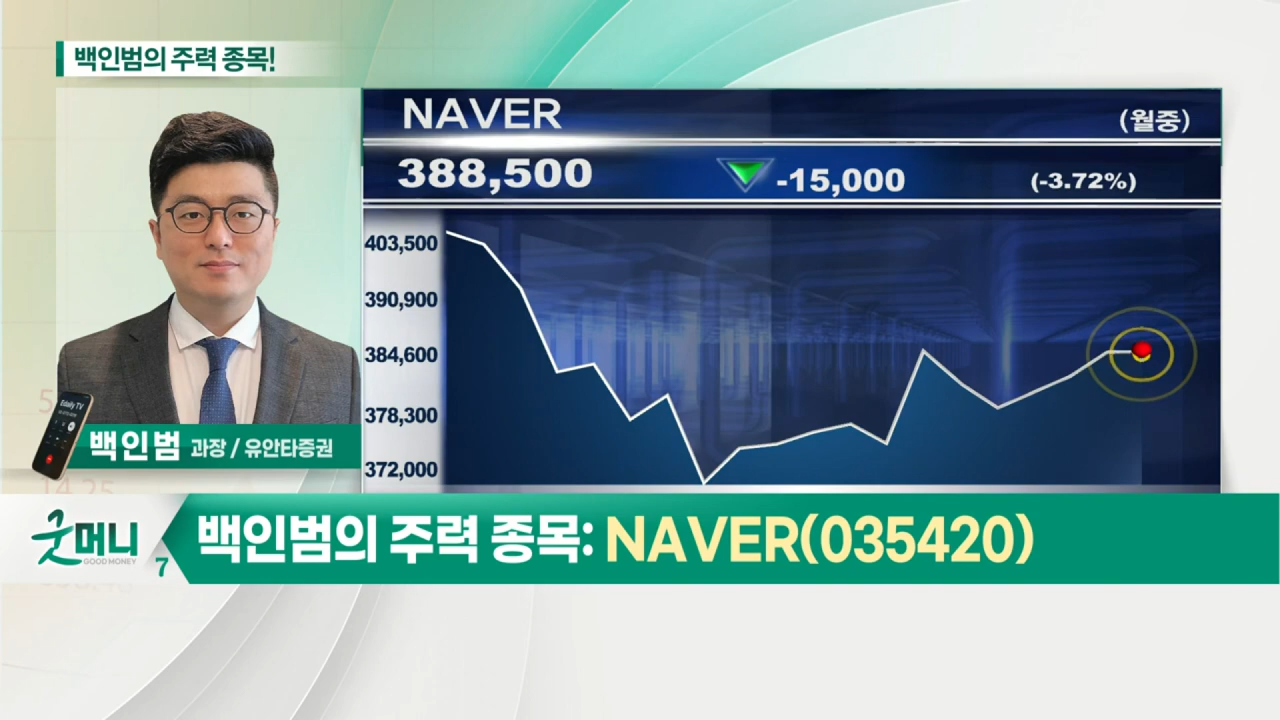 백인범의 주력 종목!
NAVER
(월중)
388,500
-15,000
(-3.72%)
403,500
390,900
384,600
378,300
372,000
Edaily TV
백인범 과장 / 유안타증권
굿머니
GOOD MONEY
7
백인범의 주력 종목: NAVER(035420)